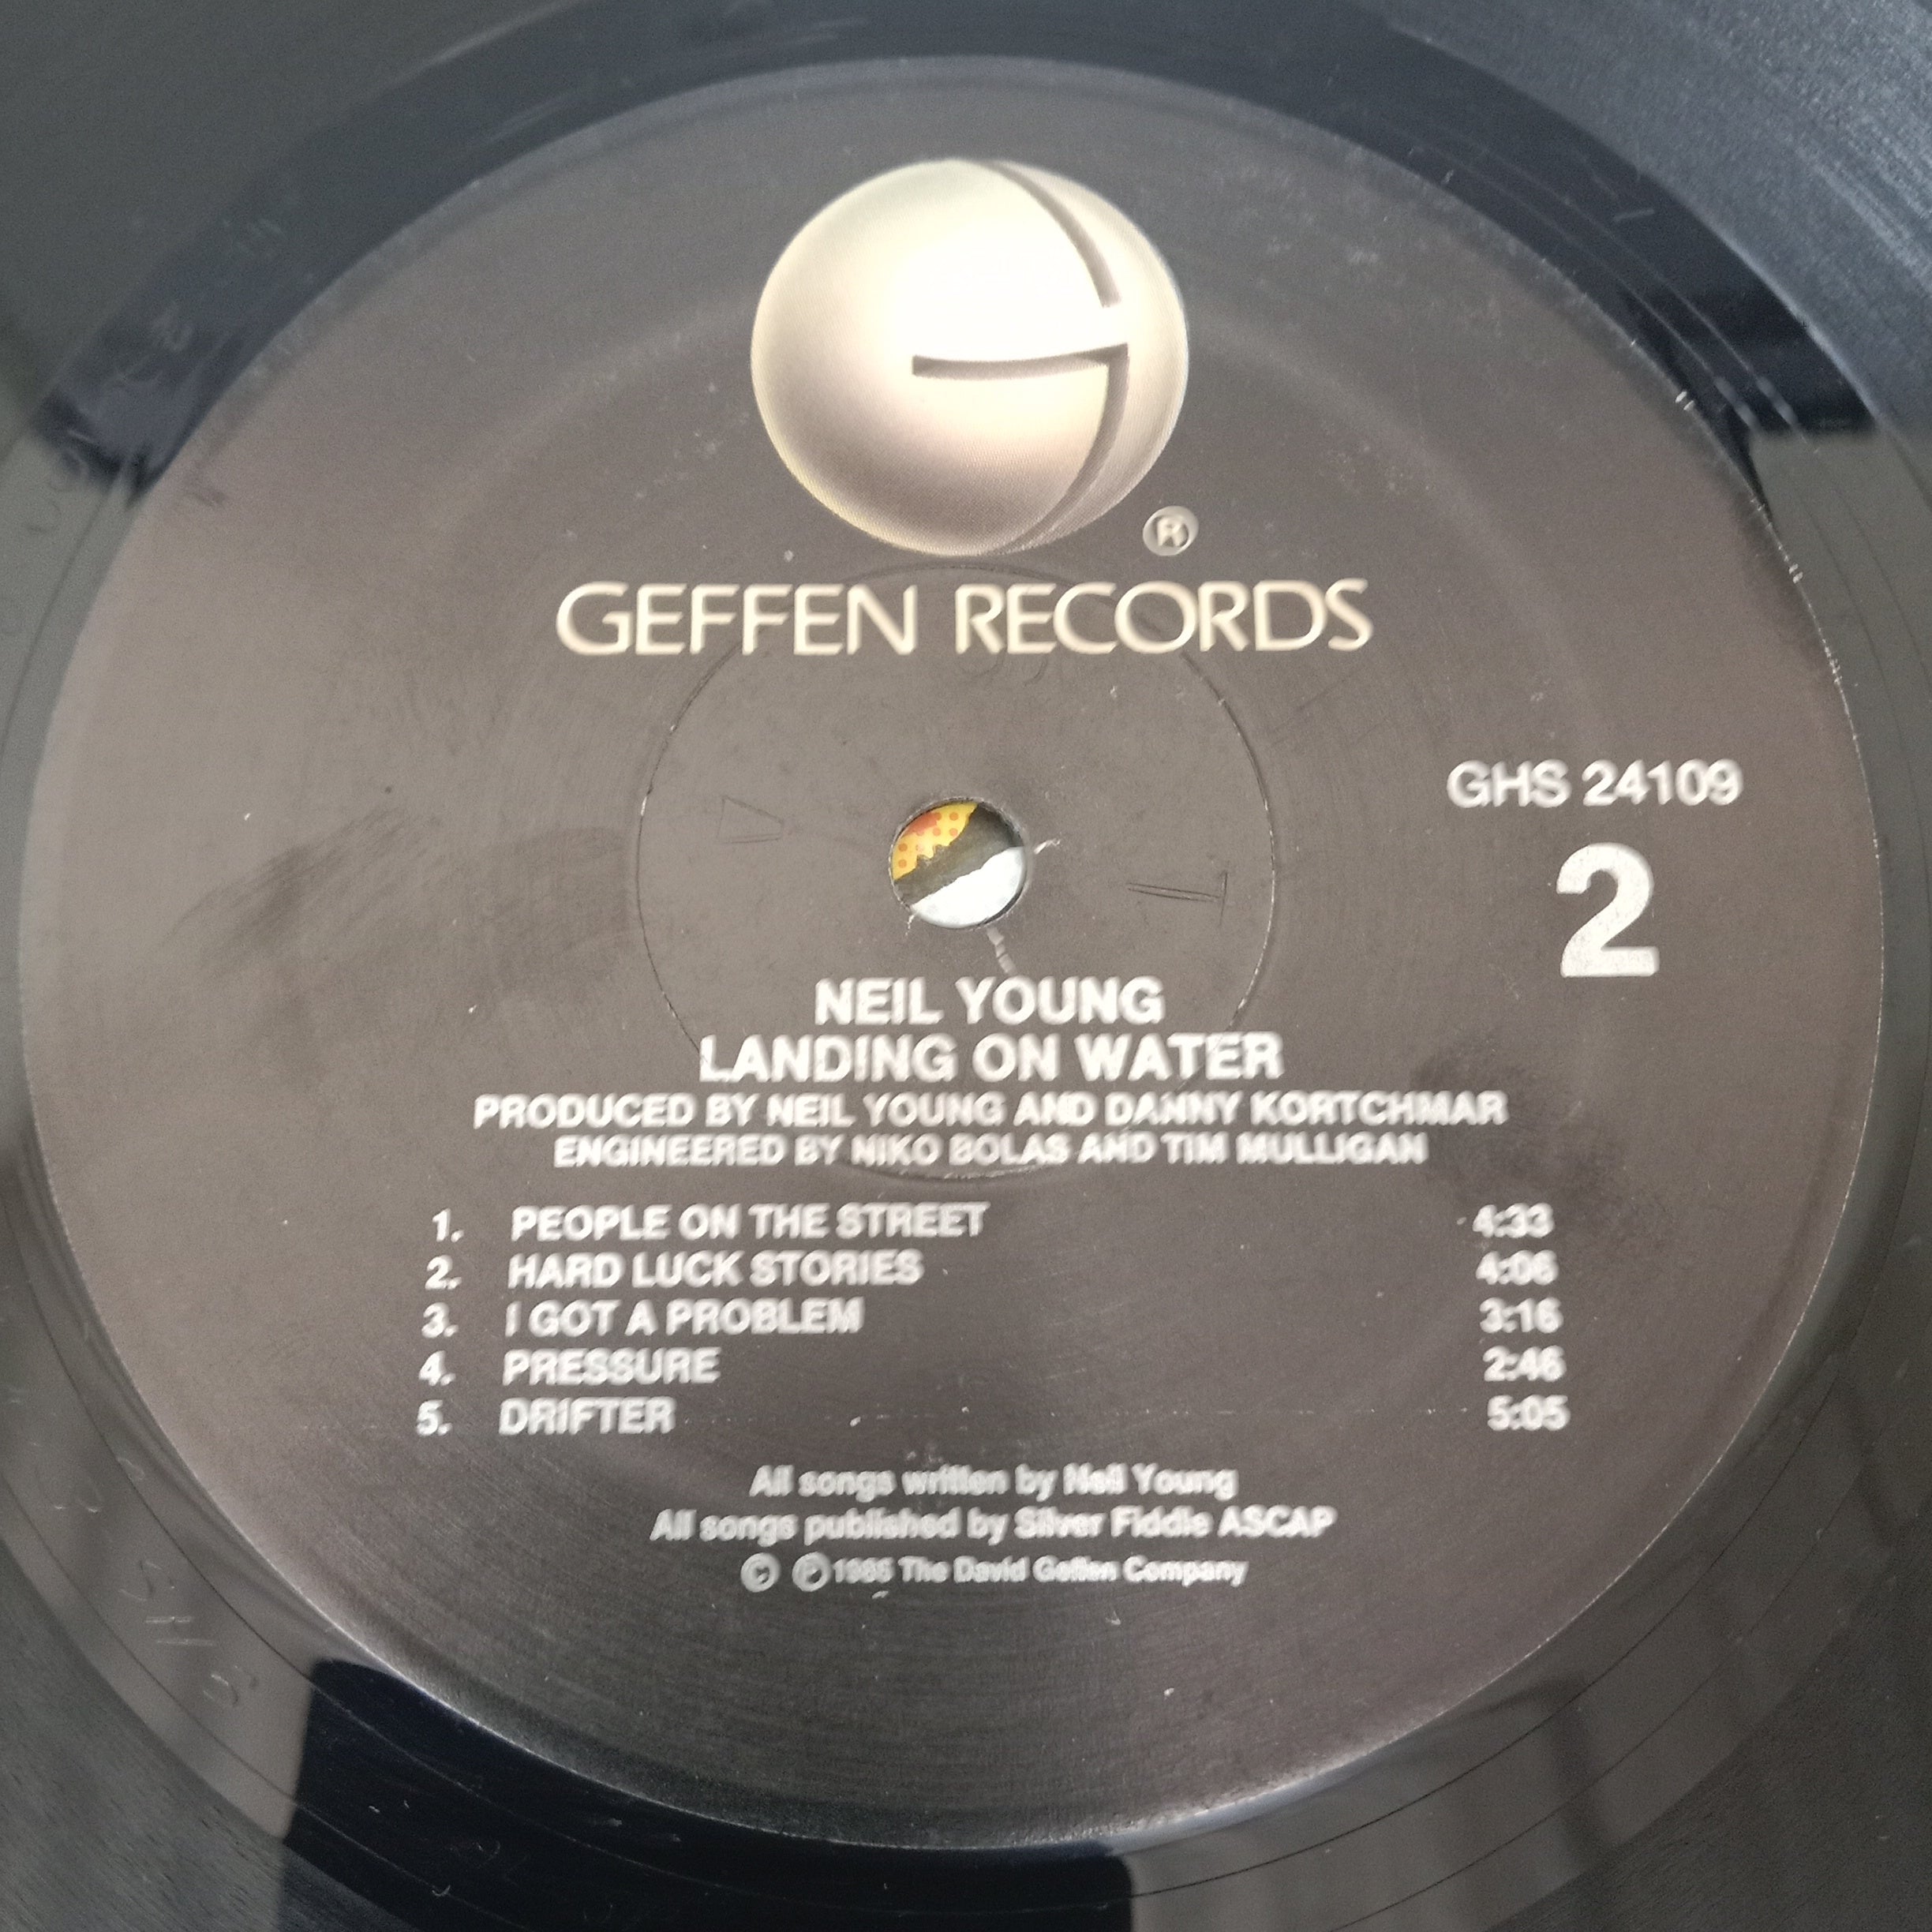 ®
GEFFEN RECORDS
GHS 24109
2
NEIL YOUNG
LANDING ON WATER
PRODUCED BY NEIL YOUNG AND DANNY KORTCHMAR
ENGINEERED BY NIKO BOLAS AND TIM MULLIGAN
1. PEOPLE ON THE STREET 4:33
2. HARD LUCK STORIES 4:06
3. I GOT A PROBLEM 3:16
4. PRESSURE 2:46
5. DRIFTER 5:05
All songs written by Neil Young
All songs published by Silver Fiddle ASCAP
© ℗ 1986 The David Geffen Company